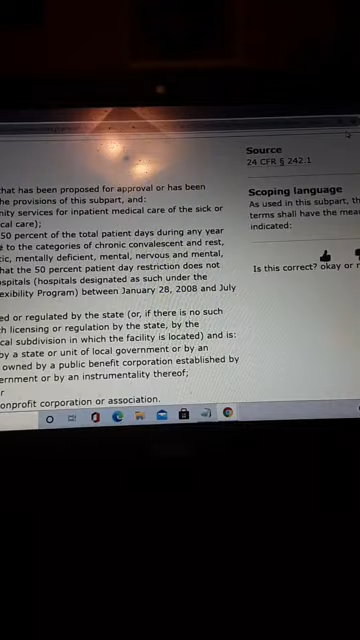 that has been proposed for approval or has been
he provisions of this subpart, and:
nity services for inpatient medical care of the sick or
cal care);
50 percent of the total patient days during any year
e to the categories of chronic convalescent and rest,
tic, mentally deficient, mental, nervous and mental,
hat the 50 percent patient day restriction does not
spitals (hospitals designated as such under the
exibility Program) between January 28, 2008 and July
ed or regulated by the state (or, if there is no such
h licensing or regulation by the state, by the
cal subdivision in which the facility is located) and is:
by a state or unit of local government or by an
owned by a public benefit corporation established by
ernment or by an instrumentality thereof;
r
onprofit corporation or association.
Source
24 CFR § 242.1
Scoping language
As used in this subpart, th
terms shall have the mea
indicated:
Is this correct? okay or r